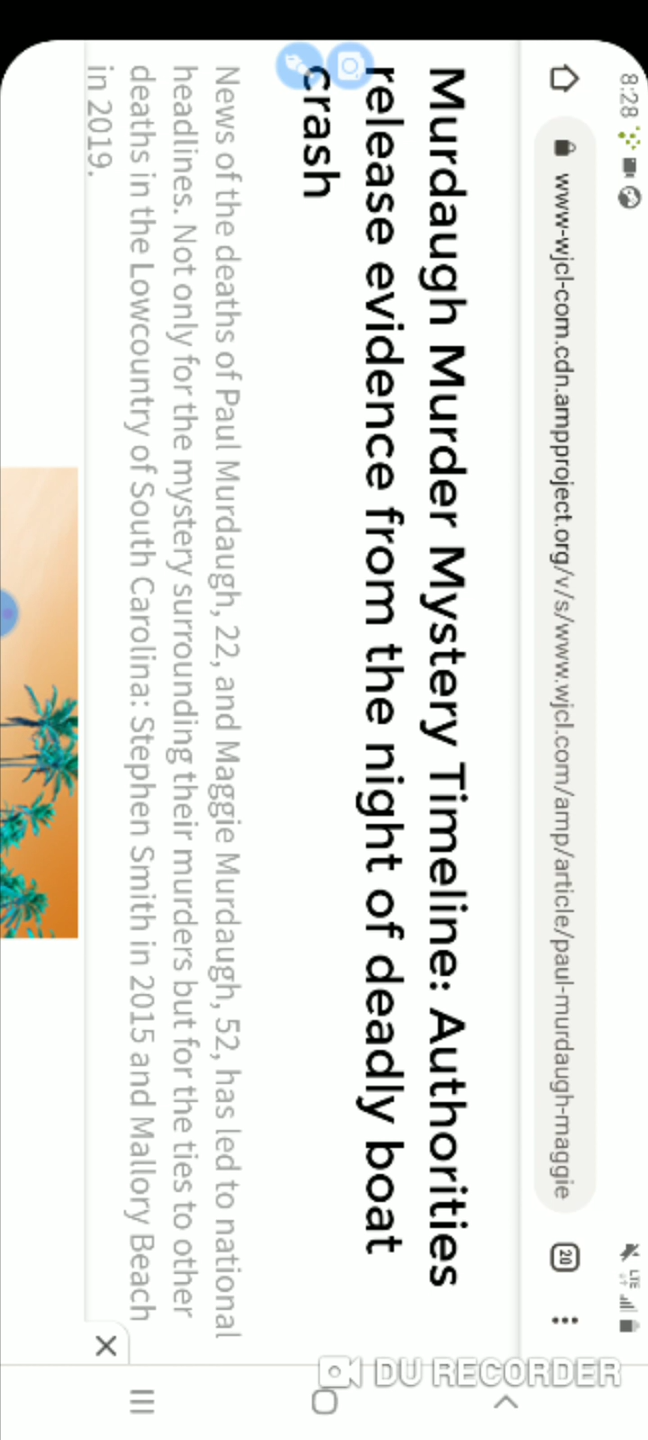 8:28
LTE
www-wjcl-com.cdn.ampproject.org/v/s/www.wjcl.com/amp/article/paul-murdaugh-maggie
20
Murdaugh Murder Mystery Timeline: Authorities
release evidence from the night of deadly boat
crash
News of the deaths of Paul Murdaugh, 22, and Maggie Murdaugh, 52, has led to national
headlines. Not only for the mystery surrounding their murders but for the ties to other
deaths in the Lowcountry of South Carolina: Stephen Smith in 2015 and Mallory Beach
in 2019.
DU RECORDER